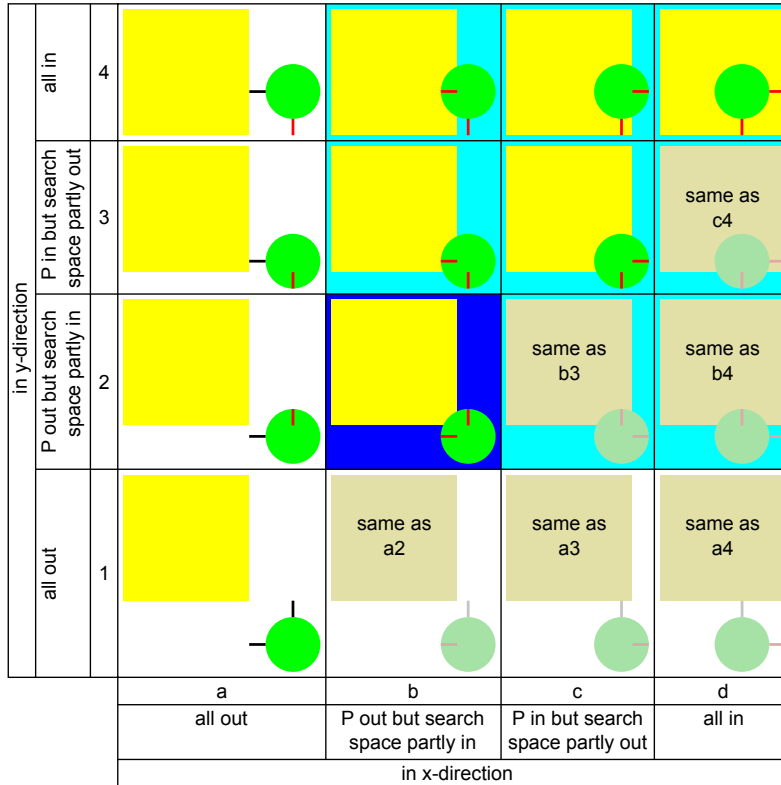 in y-direction
all in
4
P in but search
space partly out
3
same as
c4
P out but search
space partly in
2
same as
b3
same as
b4
all out
1
same as
a2
same as
a3
same as
a4
a
b
c
d
all out
P out but search
space partly in
P in but search
space partly out
all in
in x-direction